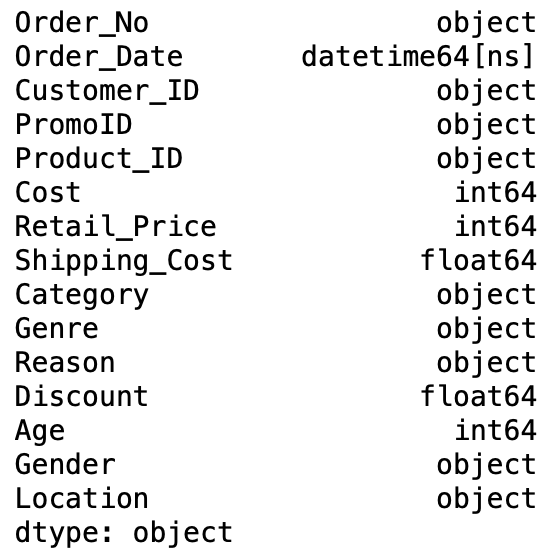 Order_No object
Order_Date datetime64[ns]
Customer_ID object
PromoID object
Product_ID object
Cost int64
Retail_Price int64
Shipping_Cost float64
Category object
Genre object
Reason object
Discount float64
Age int64
Gender object
Location object
dtype: object